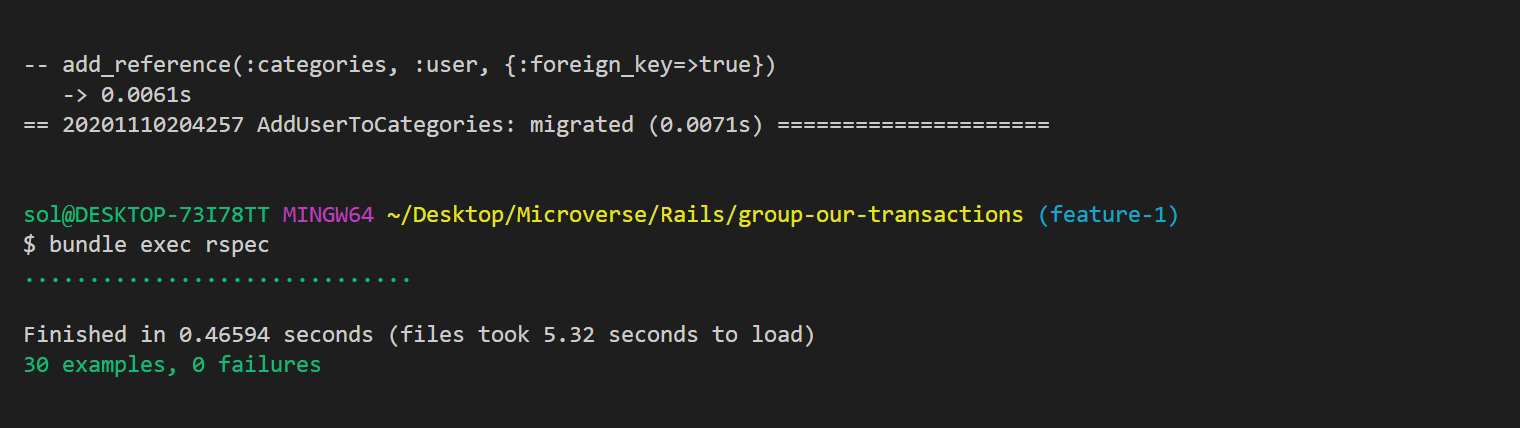 -- add_reference(:categories, :user, {:foreign_key=>true})
   -> 0.0061s
== 20201110204257 AddUserToCategories: migrated (0.0071s) =====================
sol@DESKTOP-73I78TT MINGW64 ~/Desktop/Microverse/Rails/group-our-transactions (feature-1)
$ bundle exec rspec
..............................
Finished in 0.46594 seconds (files took 5.32 seconds to load)
30 examples, 0 failures